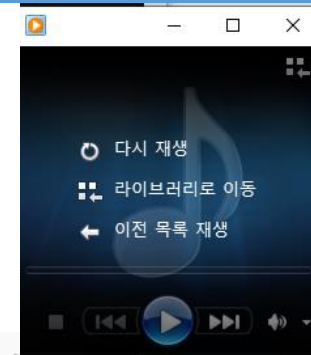 다시 재생
라이브러리로 이동
이전 목록 재생